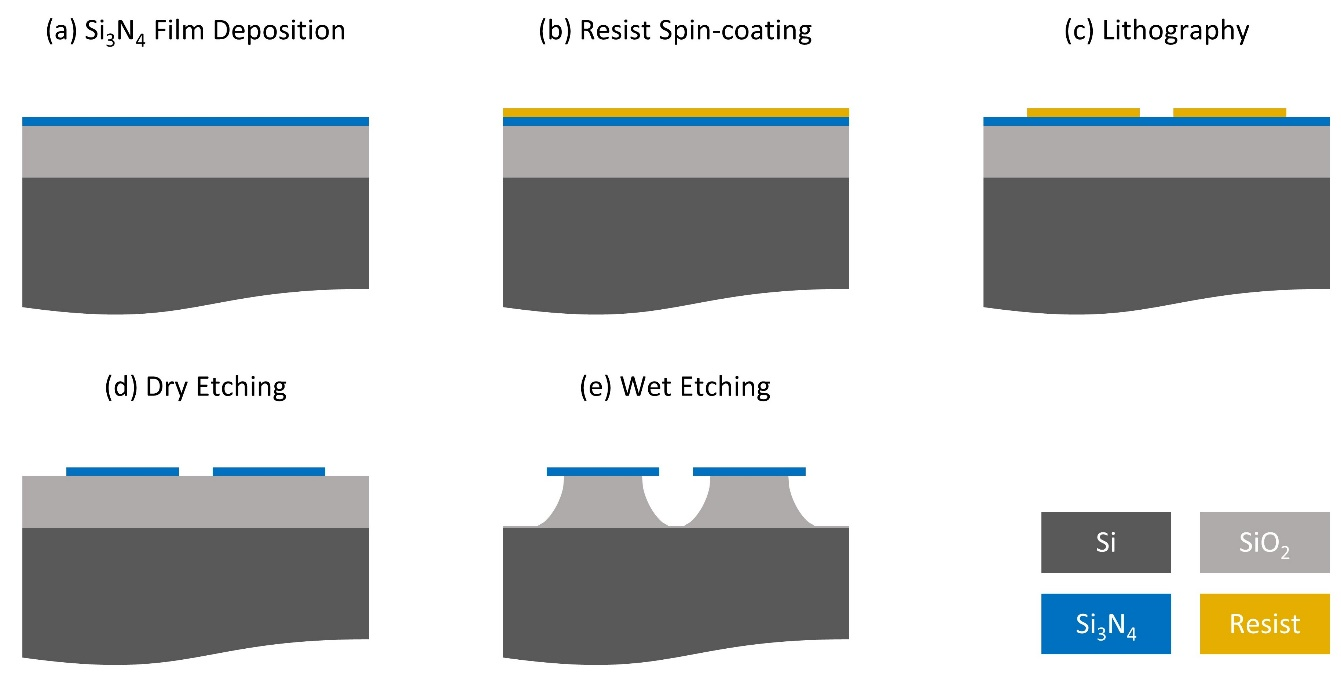 (a) Si₃N₄ Film Deposition
(b) Resist Spin-coating
(c) Lithography
(d) Dry Etching
(e) Wet Etching
Si
SiO₂
Si₃N₄
Resist